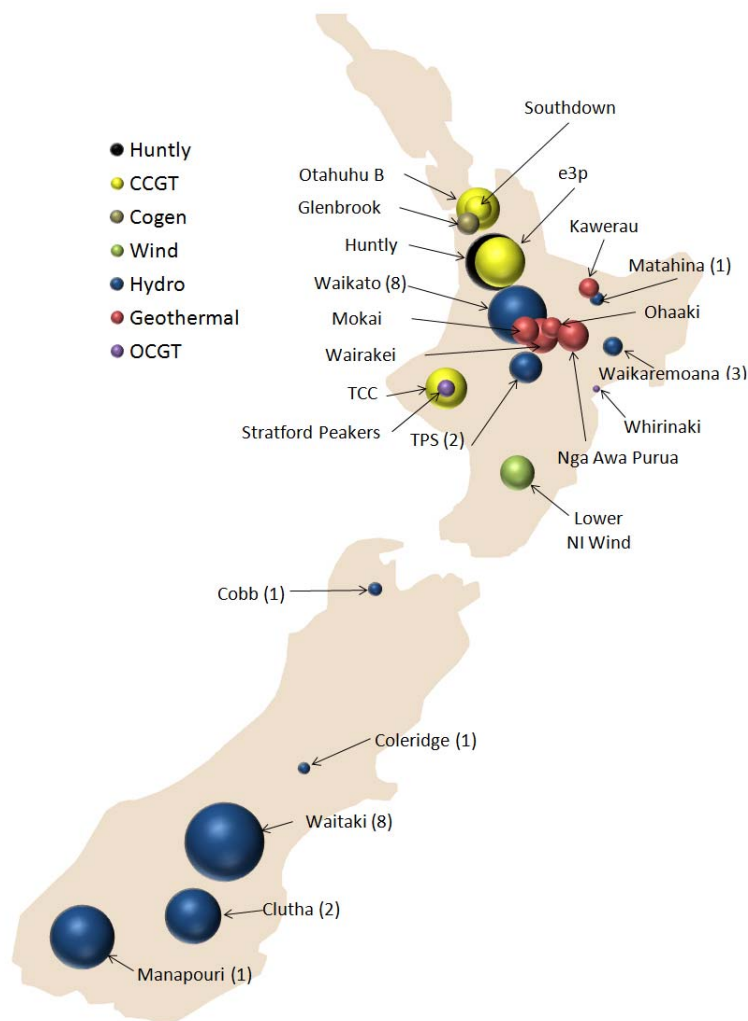 Southdown
Huntly
CCGT
Cogen
Wind
Hydro
Geothermal
OCGT
Otahuhu B
e3p
Glenbrook
Kawerau
Huntly
Matahina (1)
Waikato (8)
Mokai
Ohaaki
Wairakei
Waikaremoana (3)
TCC
Stratford Peakers
TPS (2)
Whirinaki
Nga Awa Purua
Lower
NI Wind
Cobb (1)
Coleridge (1)
Waitaki (8)
Clutha (2)
Manapouri (1)